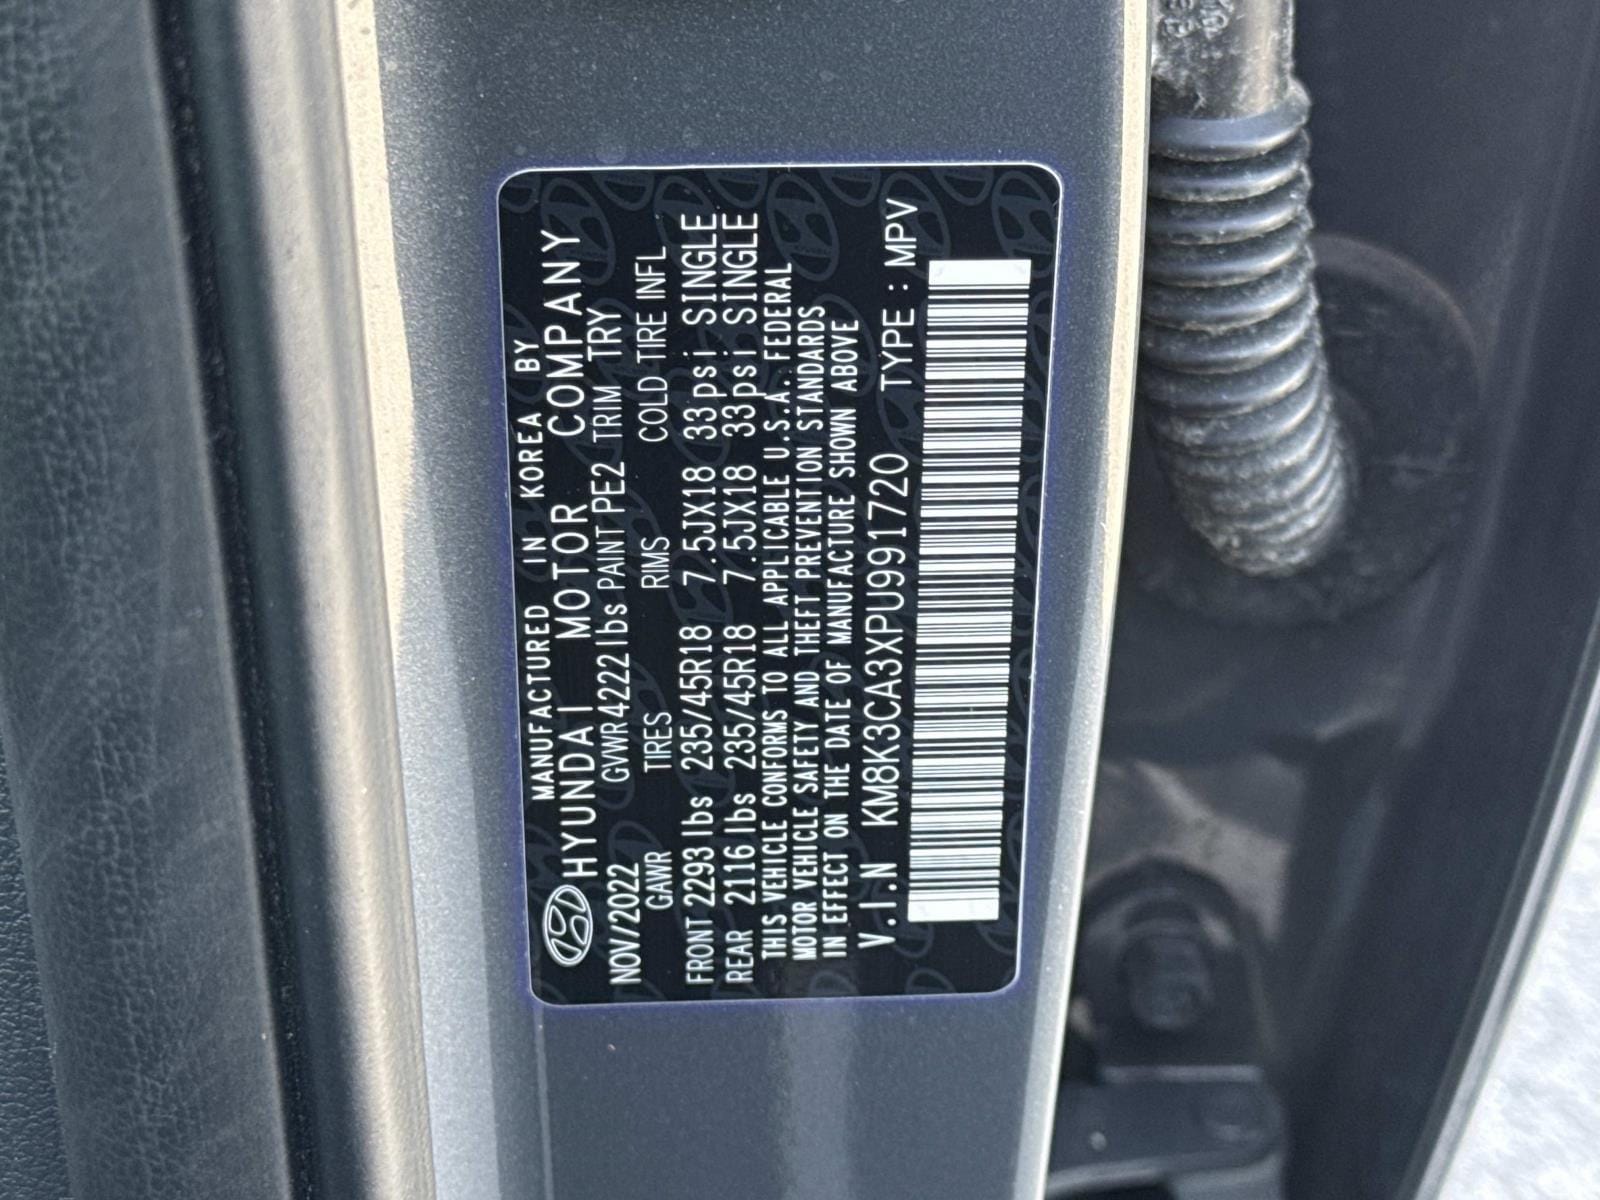 MANUFACTURED IN KOREA BY
HYUNDAI MOTOR COMPANY
NOV/2022 GVWR 4222 lbs PAINT PE2 TRIM TRY
GAWR TIRES RIMS COLD TIRE INFL
FRONT 2293 lbs 235/45R18 7.5JX18 33psi SINGLE
REAR 2116 lbs 235/45R18 7.5JX18 33psi SINGLE
THIS VEHICLE CONFORMS TO ALL APPLICABLE U.S.A. FEDERAL
MOTOR VEHICLE SAFETY AND THEFT PREVENTION STANDARDS
IN EFFECT ON THE DATE OF MANUFACTURE SHOWN ABOVE
V.I.N KM8K3CA3XPU991720 TYPE : MPV